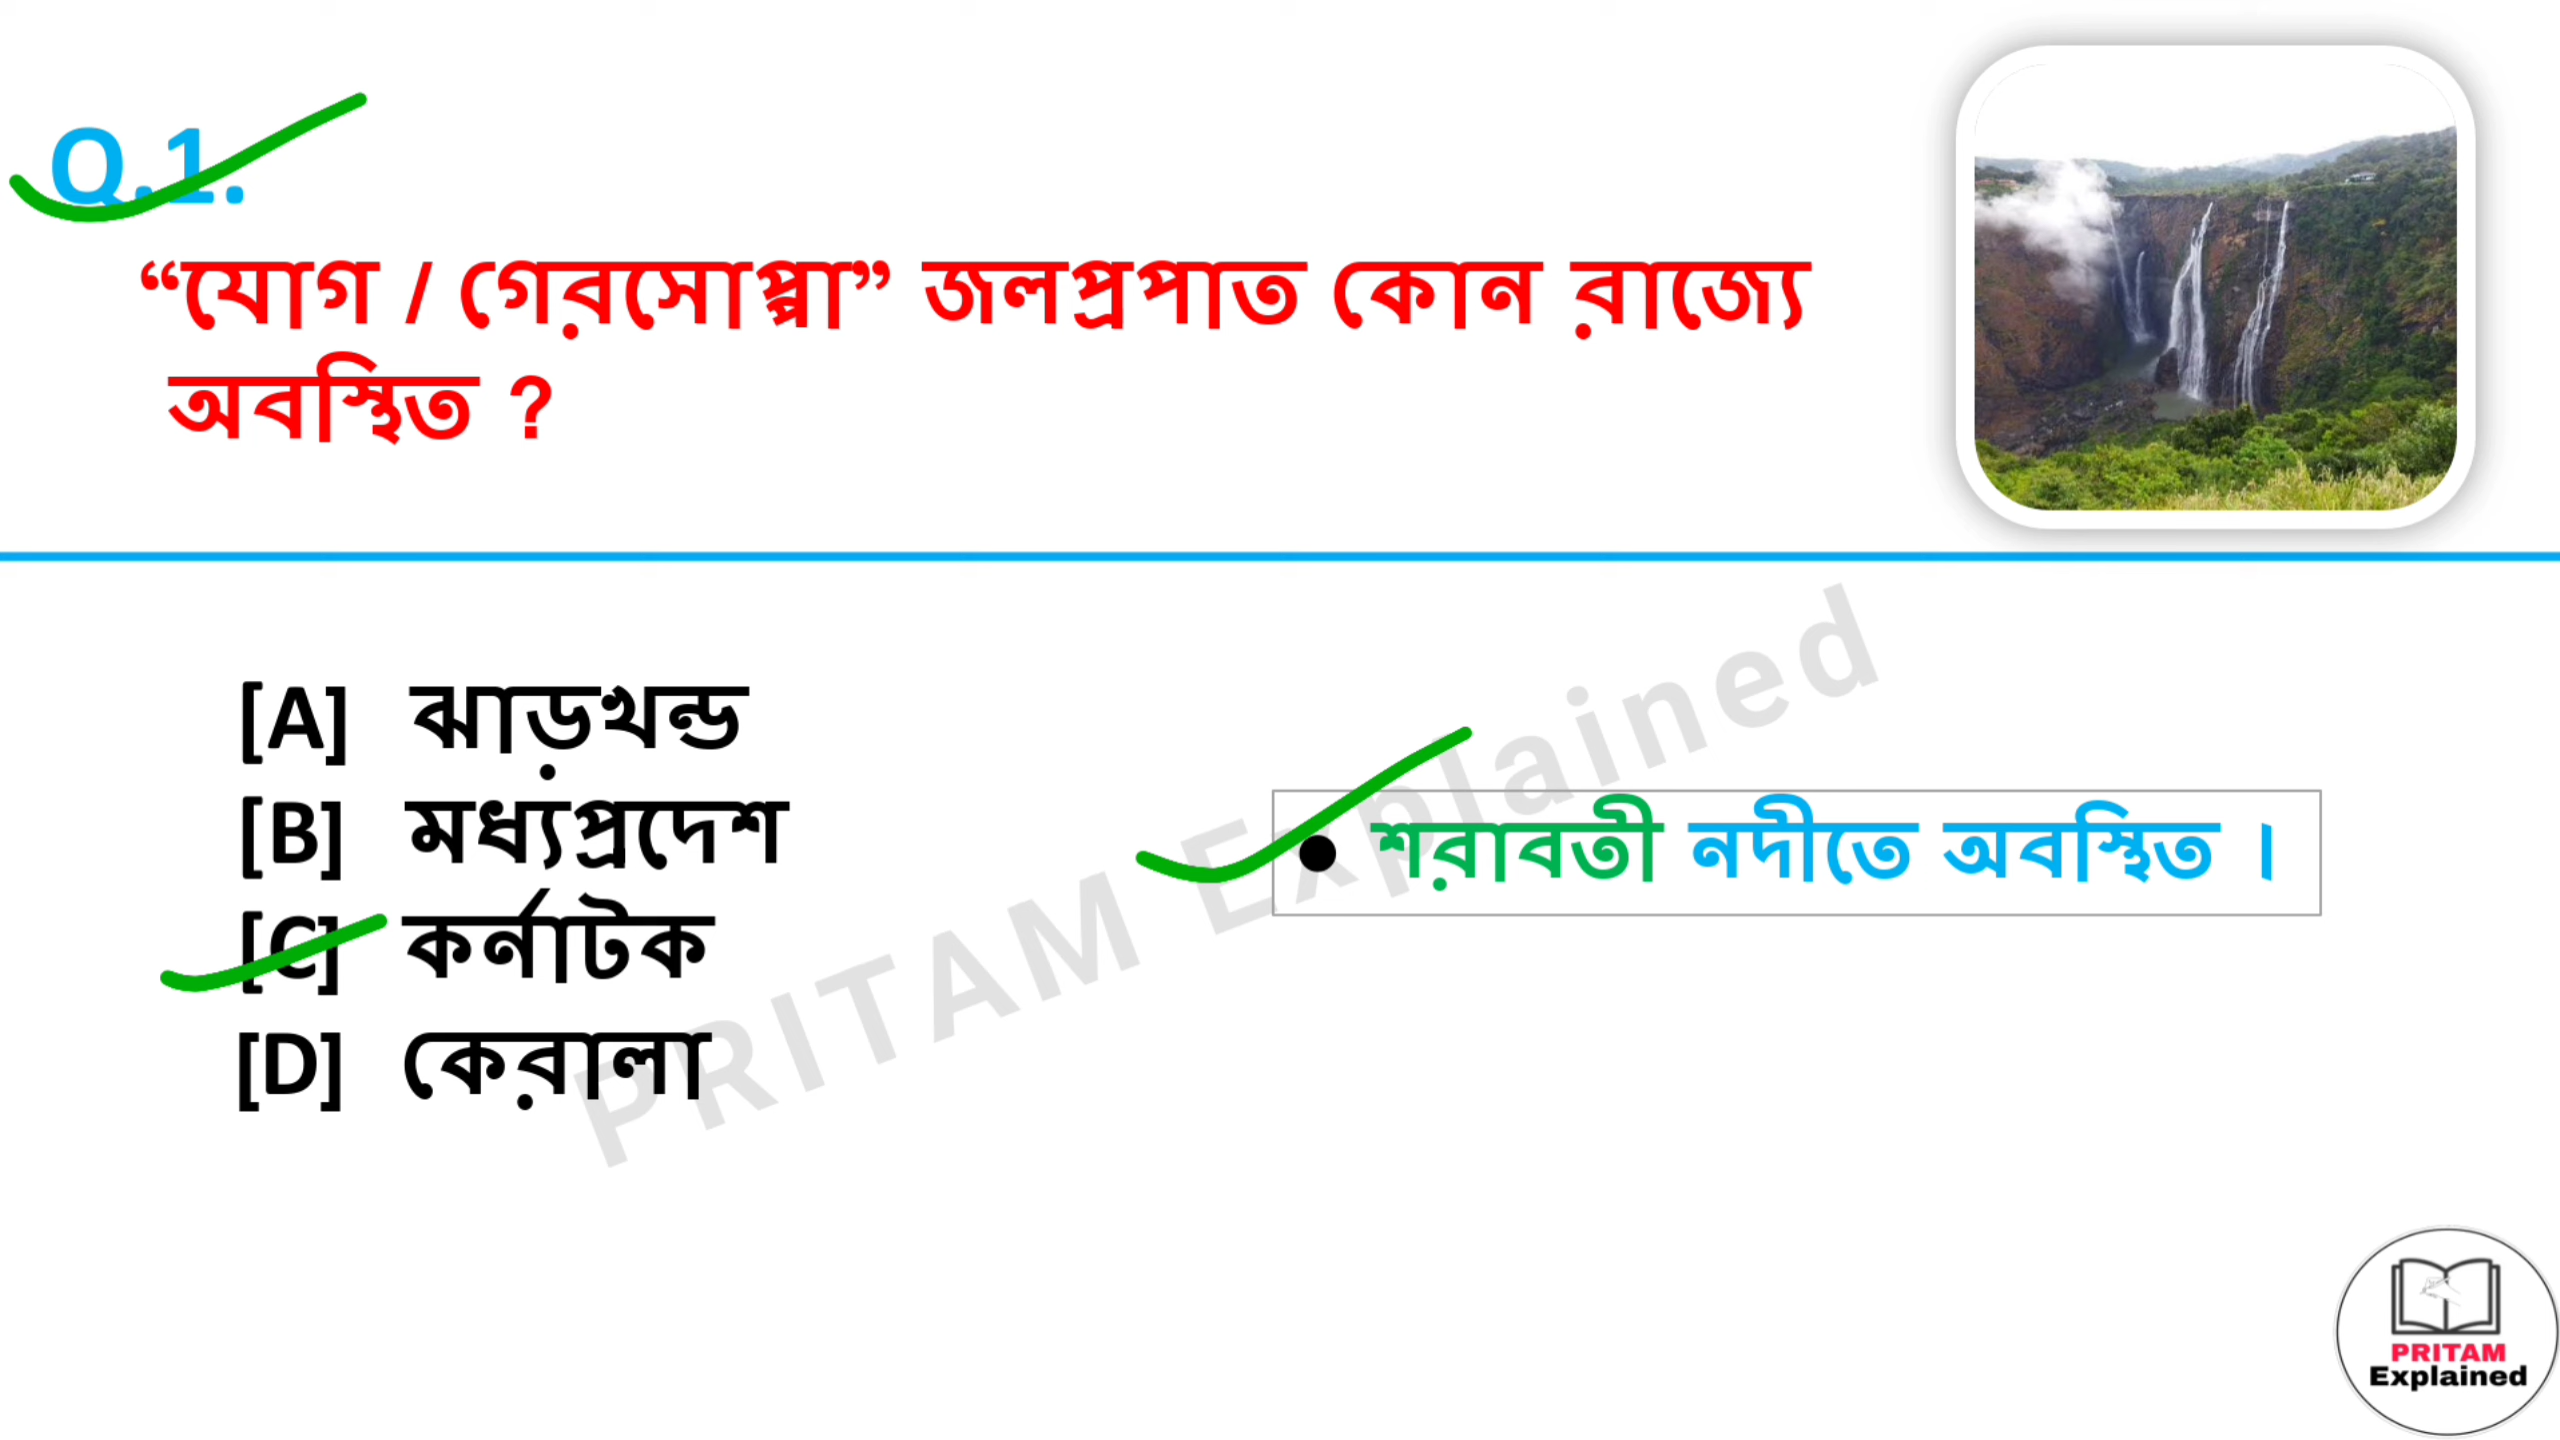 Q.1.
“যোগ / গেরসোপ্পা” জলপ্রপাত কোন রাজ্যে
অবস্থিত ?
[A] ঝাড়খন্ড
[B] মধ্যপ্রদেশ
[C] কর্নাটক
[D] কেরালা
● শরাবতী নদীতে অবস্থিত ।
PRITAM Explained
PRITAM
Explained